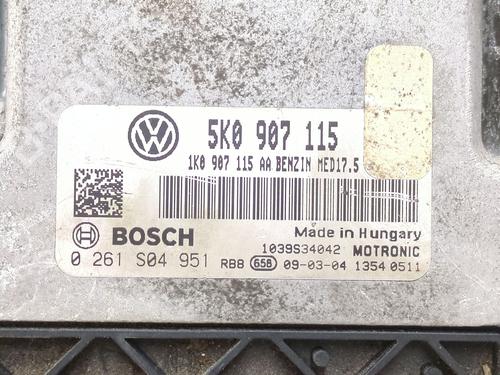 5K0 907 115
1K0 907 115 AA BENZIN MED17.5
BOSCH
Made in Hungary
1039S34042 MOTRONIC
0 261 S04 951
RBB 658 09-03-04 1354 0511